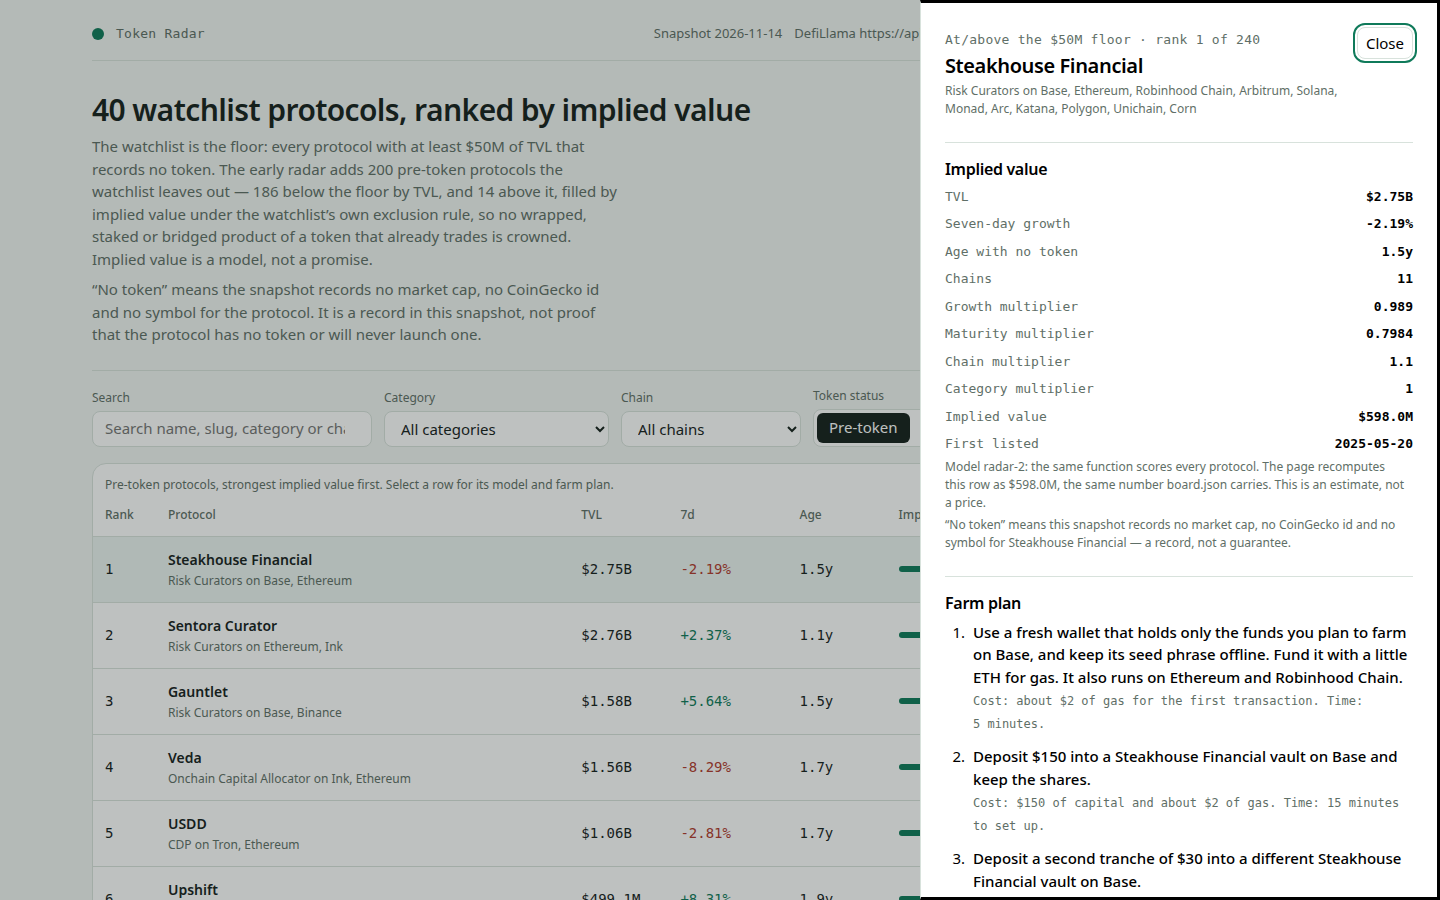 Token Radar
Snapshot 2026-11-14 DefiLlama https://ap
40 watchlist protocols, ranked by implied value
The watchlist is the floor: every protocol with at least $50M of TVL that
records no token. The early radar adds 200 pre-token protocols the
watchlist leaves out — 186 below the floor by TVL, and 14 above it, filled by
implied value under the watchlist’s own exclusion rule, so no wrapped,
staked or bridged product of a token that already trades is crowned.
Implied value is a model, not a promise.
“No token” means the snapshot records no market cap, no CoinGecko id
and no symbol for the protocol. It is a record in this snapshot, not proof
that the protocol has no token or will never launch one.
Search Category Chain Token status
Search name, slug, category or cha All categories All chains Pre-token
Pre-token protocols, strongest implied value first. Select a row for its model and farm plan.
Rank Protocol TVL 7d Age Imp
1 Steakhouse Financial $2.75B -2.19% 1.5y
Risk Curators on Base, Ethereum
2 Sentora Curator $2.76B +2.37% 1.1y
Risk Curators on Ethereum, Ink
3 Gauntlet $1.58B +5.64% 1.5y
Risk Curators on Base, Binance
4 Veda $1.56B -8.29% 1.7y
Onchain Capital Allocator on Ink, Ethereum
5 USDD $1.06B -2.81% 1.7y
CDP on Tron, Ethereum
6 Upshift $499.1M +8.31% 1.9y
At/above the $50M floor · rank 1 of 240
Close
Steakhouse Financial
Risk Curators on Base, Ethereum, Robinhood Chain, Arbitrum, Solana,
Monad, Arc, Katana, Polygon, Unichain, Corn
Implied value
TVL $2.75B
Seven-day growth -2.19%
Age with no token 1.5y
Chains 11
Growth multiplier 0.989
Maturity multiplier 0.7984
Chain multiplier 1.1
Category multiplier 1
Implied value $598.0M
First listed 2025-05-20
Model radar-2: the same function scores every protocol. The page recomputes
this row as $598.0M, the same number board.json carries. This is an estimate, not
a price.
“No token” means this snapshot records no market cap, no CoinGecko id and no
symbol for Steakhouse Financial — a record, not a guarantee.
Farm plan
1. Use a fresh wallet that holds only the funds you plan to farm
on Base, and keep its seed phrase offline. Fund it with a little
ETH for gas. It also runs on Ethereum and Robinhood Chain.
Cost: about $2 of gas for the first transaction. Time:
5 minutes.
2. Deposit $150 into a Steakhouse Financial vault on Base and
keep the shares.
Cost: $150 of capital and about $2 of gas. Time: 15 minutes
to set up.
3. Deposit a second tranche of $30 into a different Steakhouse
Financial vault on Base.